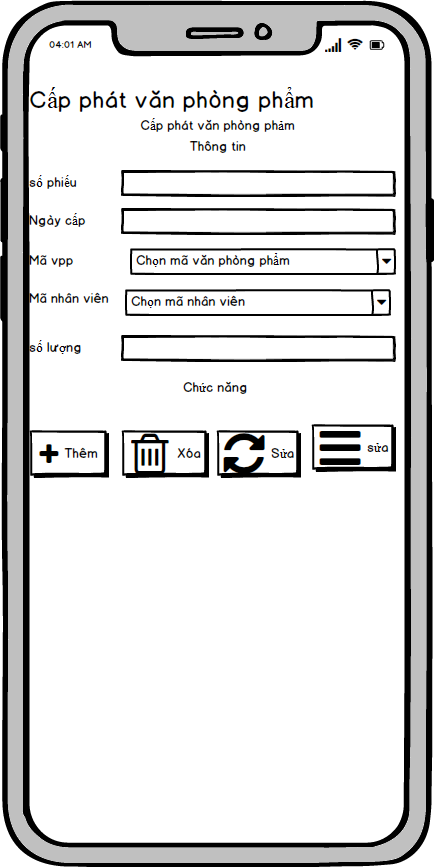 04:01 AM
Cấp phát văn phòng phẩm
Cấp phát văn phòng phẩm
Thông tin
số phiếu
Ngày cấp
Mã vpp
Chọn mã văn phòng phẩm
Mã nhân viên
Chọn mã nhân viên
số lượng
Chức năng
Thêm
Xóa
Sửa
sửa